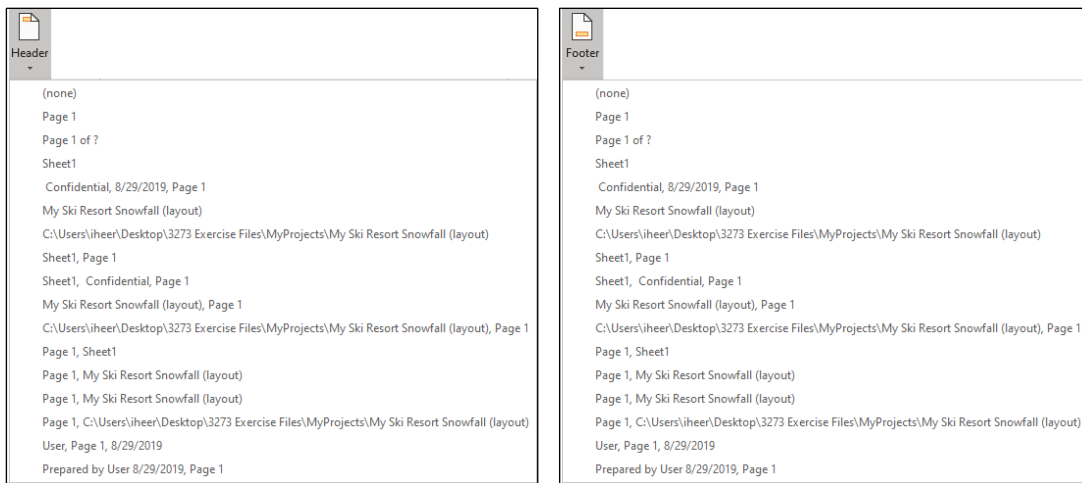 Header
(none)
Page 1
Page 1 of ?
Sheet1
Confidential, 8/29/2019, Page 1
My Ski Resort Snowfall (layout)
C:\Users\iheer\Desktop\3273 Exercise Files\MyProjects\My Ski Resort Snowfall (layout)
Sheet1, Page 1
Sheet1,  Confidential, Page 1
My Ski Resort Snowfall (layout), Page 1
C:\Users\iheer\Desktop\3273 Exercise Files\MyProjects\My Ski Resort Snowfall (layout), Page 1
Page 1, Sheet1
Page 1, My Ski Resort Snowfall (layout)
Page 1, My Ski Resort Snowfall (layout)
Page 1, C:\Users\iheer\Desktop\3273 Exercise Files\MyProjects\My Ski Resort Snowfall (layout)
User, Page 1, 8/29/2019
Prepared by User 8/29/2019, Page 1
Footer
(none)
Page 1
Page 1 of ?
Sheet1
Confidential, 8/29/2019, Page 1
My Ski Resort Snowfall (layout)
C:\Users\iheer\Desktop\3273 Exercise Files\MyProjects\My Ski Resort Snowfall (layout)
Sheet1, Page 1
Sheet1,  Confidential, Page 1
My Ski Resort Snowfall (layout), Page 1
C:\Users\iheer\Desktop\3273 Exercise Files\MyProjects\My Ski Resort Snowfall (layout), Page 1
Page 1, Sheet1
Page 1, My Ski Resort Snowfall (layout)
Page 1, My Ski Resort Snowfall (layout)
Page 1, C:\Users\iheer\Desktop\3273 Exercise Files\MyProjects\My Ski Resort Snowfall (layout)
User, Page 1, 8/29/2019
Prepared by User 8/29/2019, Page 1